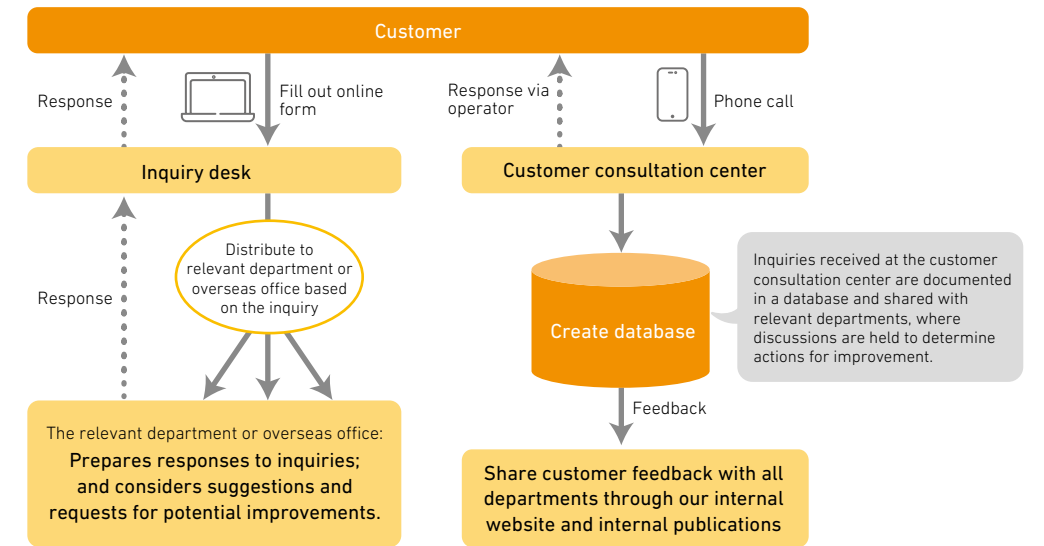 Customer
Response
Fill out online
form
Response via
operator
Phone call
Inquiry desk
Customer consultation center
Response
Distribute to
relevant department or
overseas office based
on the inquiry
Create database
Inquiries received at the customer
consultation center are documented
in a database and shared with
relevant departments, where
discussions are held to determine
actions for improvement.
Feedback
The relevant department or overseas office:
Prepares responses to inquiries;
and considers suggestions and
requests for potential improvements.
Share customer feedback with all
departments through our internal
website and internal publications